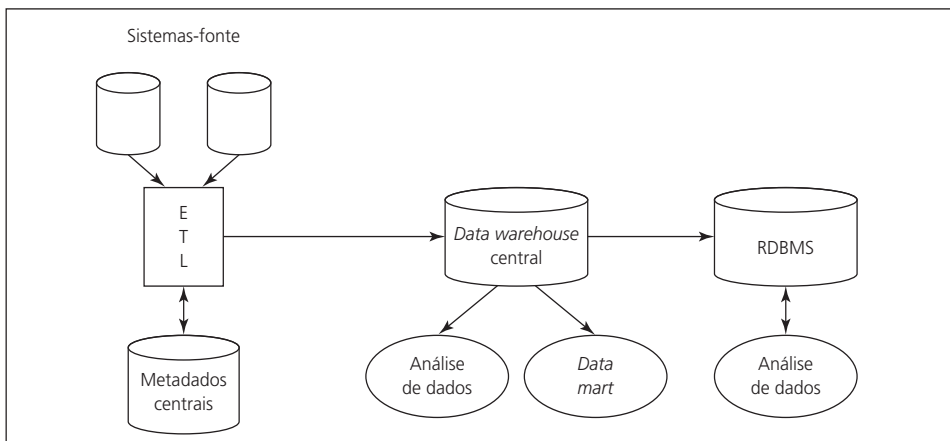 Sistemas-fonte
E
T
L
Data warehouse
central
RDBMS
Metadados
centrais
Análise
de dados
Data
mart
Análise
de dados